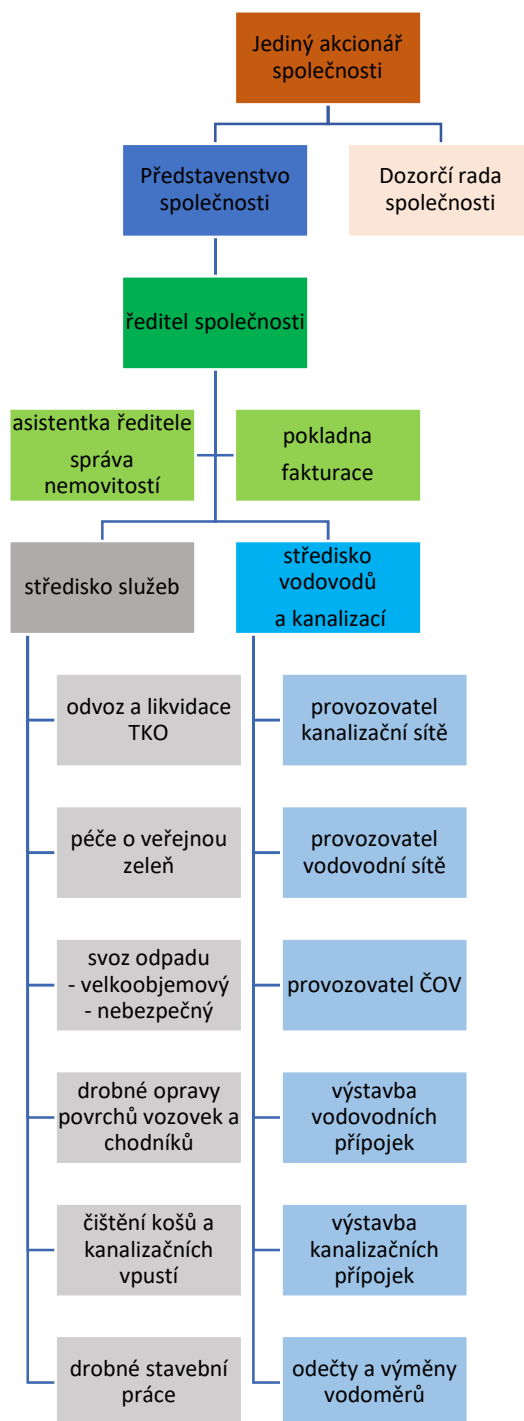 Jediný akcionář
společnosti
Představenstvo
společnosti
Dozorčí rada
společnosti
ředitel společnosti
asistentka ředitele
správa
nemovitostí
pokladna
fakturace
středisko služeb
středisko
vodovodů
a kanalizací
odvoz a likvidace
TKO
péče o veřejnou
zeleň
svoz odpadu
- velkoobjemový
- nebezpečný
drobné opravy
povrchů vozovek a
chodníků
čištění košů a
kanalizačních
vpustí
drobné stavební
práce
provozovatel
kanalizační sítě
provozovatel
vodovodní sítě
provozovatel ČOV
výstavba
vodovodních
přípojek
výstavba
kanalizačních
přípojek
odečty a výměny
vodoměrů